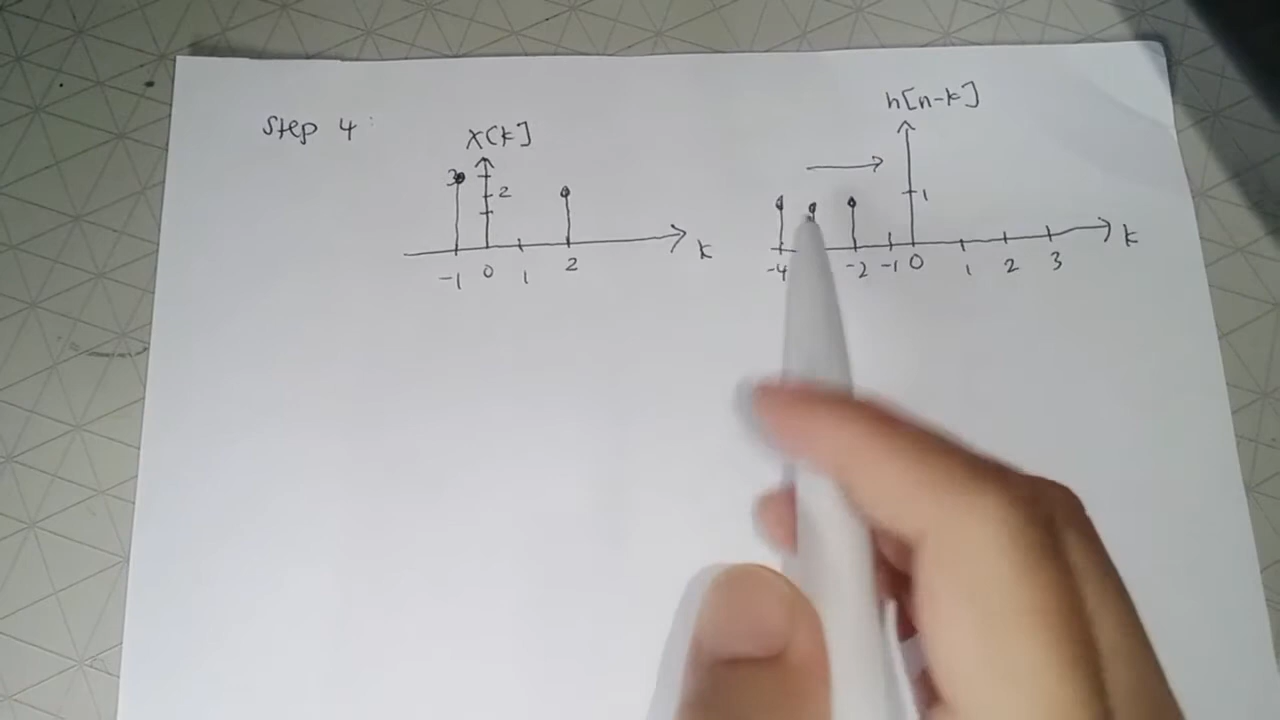 Step 4:
x[k]
3
2
-1 0 1 2 k
h[n-k]
1
-4 -2 -1 0 1 2 3 k